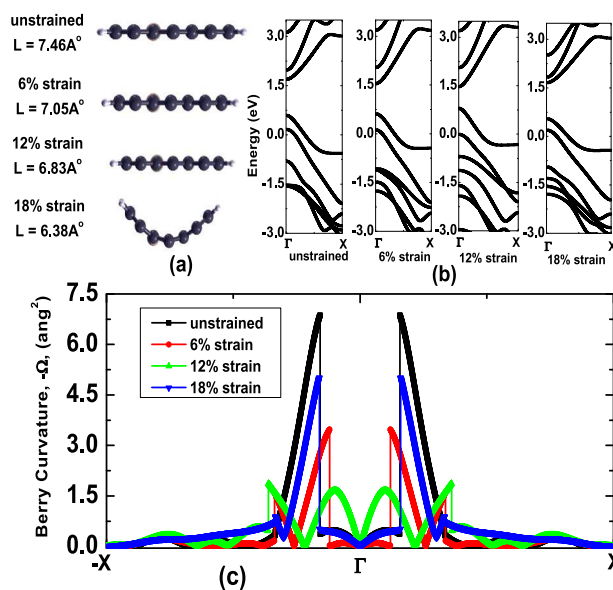 unstrained
L = 7.46A°
6% strain
L = 7.05A°
12% strain
L = 6.83A°
18% strain
L = 6.38A°
(a)
Energy (eV)
3.0
1.5
0.0
-1.5
-3.0
Γ X
unstrained
3.0
1.5
0.0
-1.5
-3.0
Γ X
6% strain
3.0
1.5
0.0
-1.5
-3.0
Γ X
12% strain
3.0
1.5
0.0
-1.5
-3.0
Γ X
18% strain
(b)
Berry Curvature, -Ω, (ang²)
7.5
6.0
4.5
3.0
1.5
0.0
unstrained
6% strain
12% strain
18% strain
-X Γ X
(c)